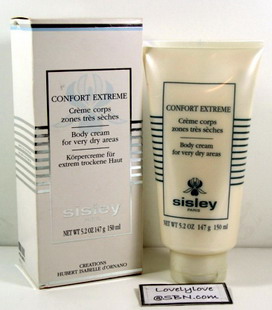 CONFORT EXTREME
Crème corps
zones très sèches
Body cream
for very dry areas
Körpercreme für
extrem trockene Haut
sisley
NET WT 5.2 OZ 147 g 150 ml
CREATIONS
HUBERT ISABELLE d'ORNANO
CONFORT EXTREME
Crème corps
zones très sèches
Body cream
for very dry areas
sisley
PARIS
NET WT 5.2 OZ 147 g 150 ml
Lovelylove
@SBN.com